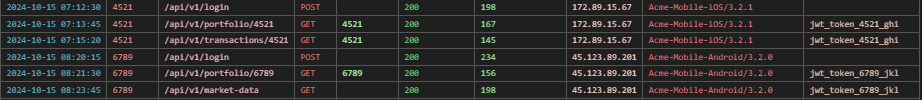 2024-10-15 07:12:30 4521 /api/v1/login POST 200 198 172.89.15.67 Acme-Mobile-iOS/3.2.1
2024-10-15 07:13:45 4521 /api/v1/portfolio/4521 GET 4521 200 167 172.89.15.67 Acme-Mobile-iOS/3.2.1 jwt_token_4521_ghi
2024-10-15 07:15:20 4521 /api/v1/transactions/4521 GET 4521 200 145 172.89.15.67 Acme-Mobile-iOS/3.2.1 jwt_token_4521_ghi
2024-10-15 08:20:15 6789 /api/v1/login POST 200 234 45.123.89.201 Acme-Mobile-Android/3.2.0
2024-10-15 08:21:30 6789 /api/v1/portfolio/6789 GET 6789 200 156 45.123.89.201 Acme-Mobile-Android/3.2.0 jwt_token_6789_jkl
2024-10-15 08:23:45 6789 /api/v1/market-data GET 200 198 45.123.89.201 Acme-Mobile-Android/3.2.0 jwt_token_6789_jkl